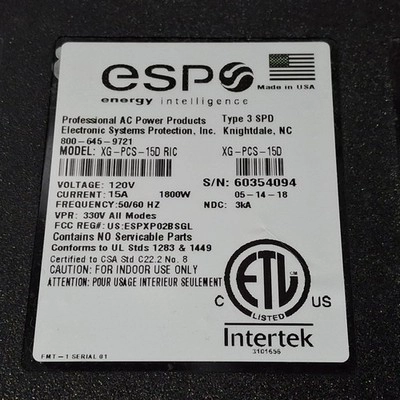 esp
energy intelligence
Made in USA
Professional AC Power Products Type 3 SPD
Electronic Systems Protection, Inc. Knightdale, NC
800-645-9721
MODEL: XG-PCS-15D RIC XG-PCS-15D
VOLTAGE: 120V S/N: 60354094
CURRENT: 15A 1800W 05-14-18
FREQUENCY:50/60 HZ NDC: 3kA
VPR: 330V All Modes
FCC REG#: US:ESPXP02BSGL
Contains NO Servicable Parts
Conforms to UL Stds 1283 & 1449
Certified to CSA Std C22.2 No. 8
CAUTION: FOR INDOOR USE ONLY
ATTENTION: POUR USAGE INTERIEUR SEULEMENT
ETL
C US
Intertek
3101656
FMT-1 SERIAL 01